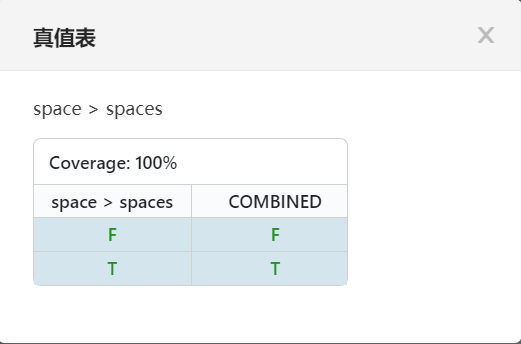 真值表
space > spaces
Coverage: 100%
space > spaces COMBINED
F F
T T